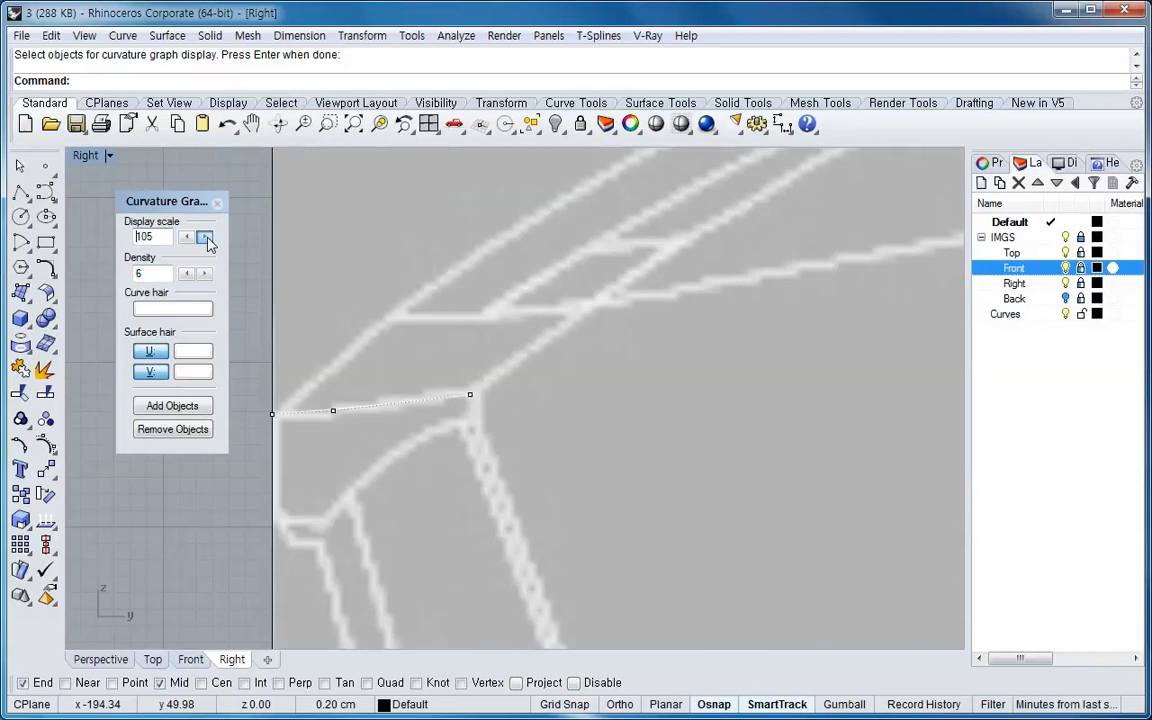 3 (288 KB) - Rhinoceros Corporate (64-bit) - [Right]
File Edit View Curve Surface Solid Mesh Dimension Transform Tools Analyze Render Panels T-Splines V-Ray Help
Select objects for curvature graph display. Press Enter when done:
Command:
Standard CPlanes Set View Display Select Viewport Layout Visibility Transform Curve Tools Surface Tools Solid Tools Mesh Tools Render Tools Drafting New in V5
Right
Pr La Di He
Name Material
Default
IMGS
Top
Front
Right
Back
Curves
Curvature Gra...
Display scale
105
Density
6
Curve hair
Surface hair
U:
V:
Add Objects
Remove Objects
z
y
Perspective Top Front Right
End Near Point Mid Cen Int Perp Tan Quad Knot Vertex Project Disable
CPlane x -194.34 y 49.98 z 0.00 0.20 cm Default Grid Snap Ortho Planar Osnap SmartTrack Gumball Record History Filter Minutes from last s...